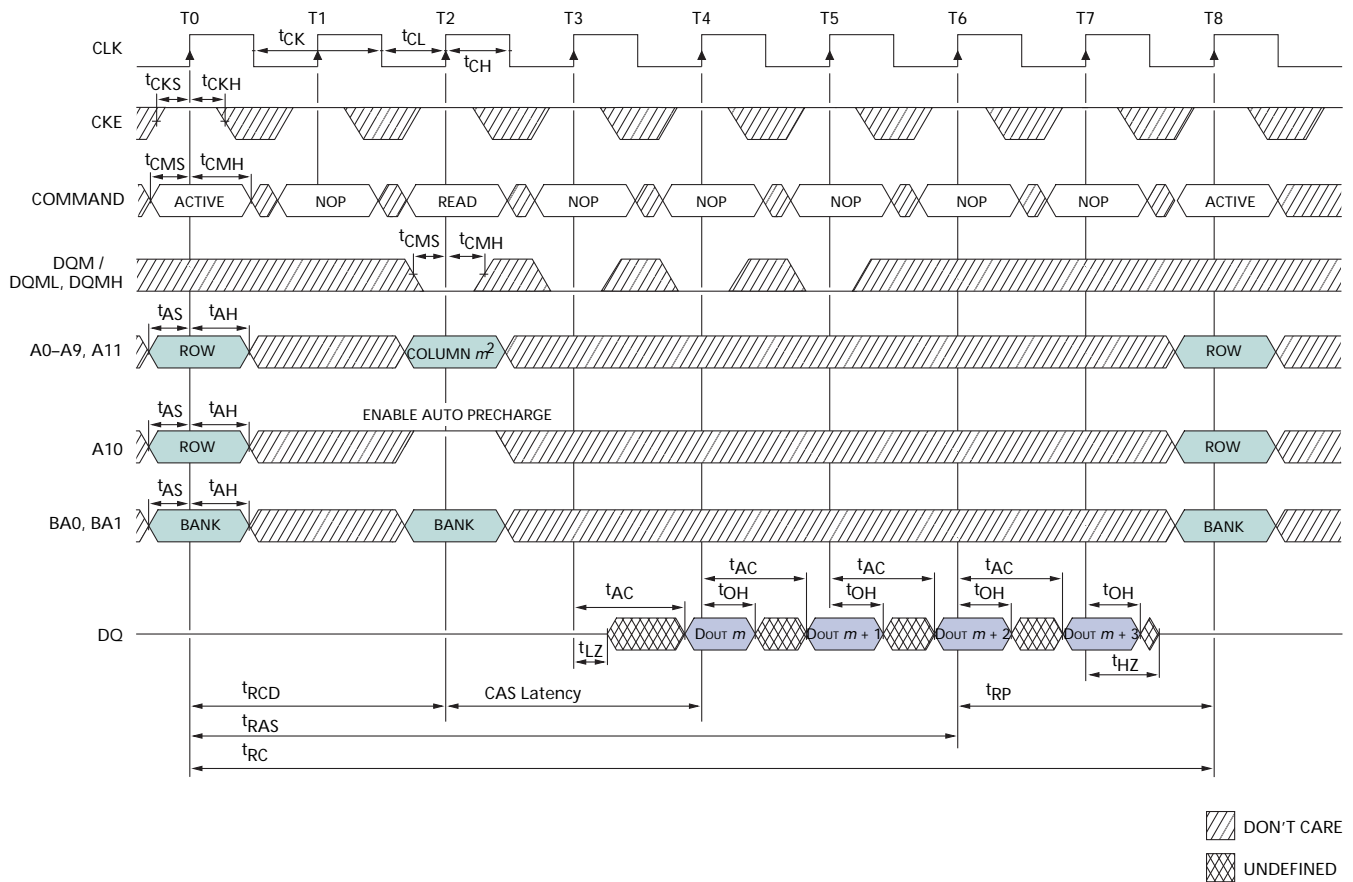 T0 T1 T2 T3 T4 T5 T6 T7 T8
CLK
tCK tCL
tCH
tCKS tCKH
CKE
tCMS tCMH
COMMAND ACTIVE NOP READ NOP NOP NOP NOP NOP ACTIVE
tCMS tCMH
DQM /
DQML, DQMH
tAS tAH
A0–A9, A11 ROW COLUMN m2 ROW
tAS tAH ENABLE AUTO PRECHARGE
A10 ROW ROW
tAS tAH
BA0, BA1 BANK BANK BANK
tAC tAC tAC tAC
tOH tOH tOH tOH
DQ DOUT m DOUT m + 1 DOUT m + 2 DOUT m + 3
tLZ tHZ
tRCD CAS Latency tRP
tRAS
tRC
DON'T CARE
UNDEFINED